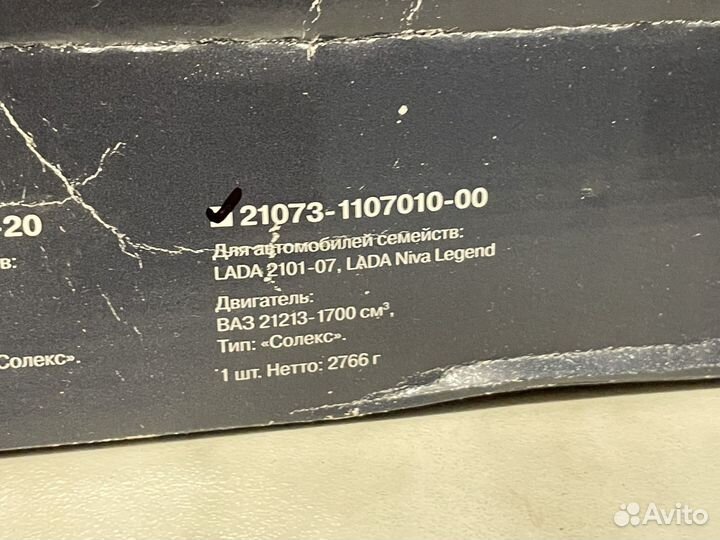 -20
в:
Солекс».
21073-1107010-00
Для автомобилей семейств:
LADA 2101-07, LADA Niva Legend
Двигатель:
ВАЗ 21213-1700 см³,
Тип: «Солекс».
1 шт. Нетто: 2766 г
Avito